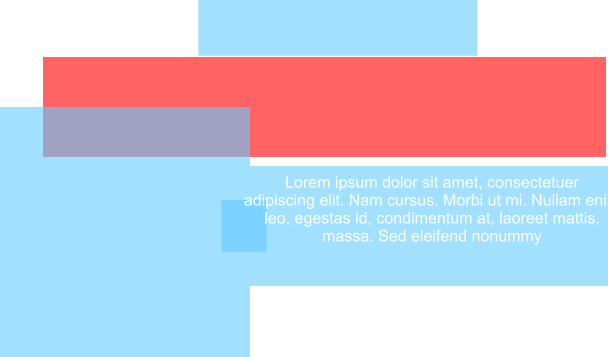 Lorem ipsum dolor sit amet, consectetuer
adipiscing elit. Nam cursus. Morbi ut mi. Nullam eni
leo, egestas id, condimentum at, laoreet mattis,
massa. Sed eleifend nonummy